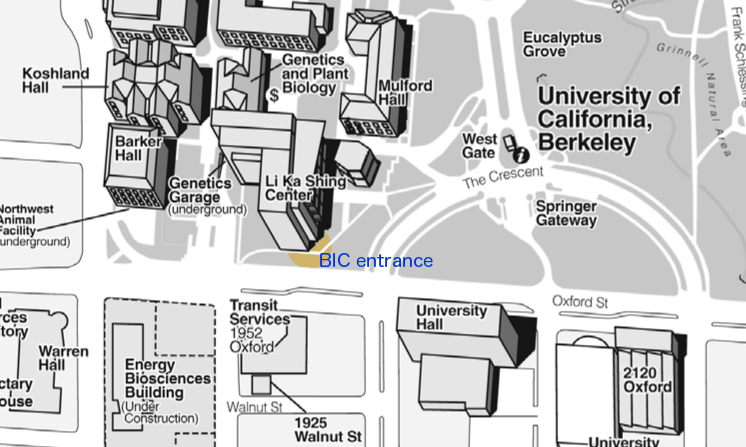 Eucalyptus
Grove
Grinnell Natural Area
Frank Schlessing
Koshland
Hall
Genetics
and Plant
Biology
$
Mulford
Hall
University of
California,
Berkeley
West
Gate
i
The Crescent
Barker
Hall
Genetics
Garage
(underground)
Li Ka Shing
Center
Springer
Gateway
Northwest
Animal
Facility
(underground)
BIC entrance
Oxford St
Transit
Services
1952
Oxford
University
Hall
Warren
Hall
Energy
Biosciences
Building
(Under
Construction)
Walnut St
1925
Walnut St
2120
Oxford
University